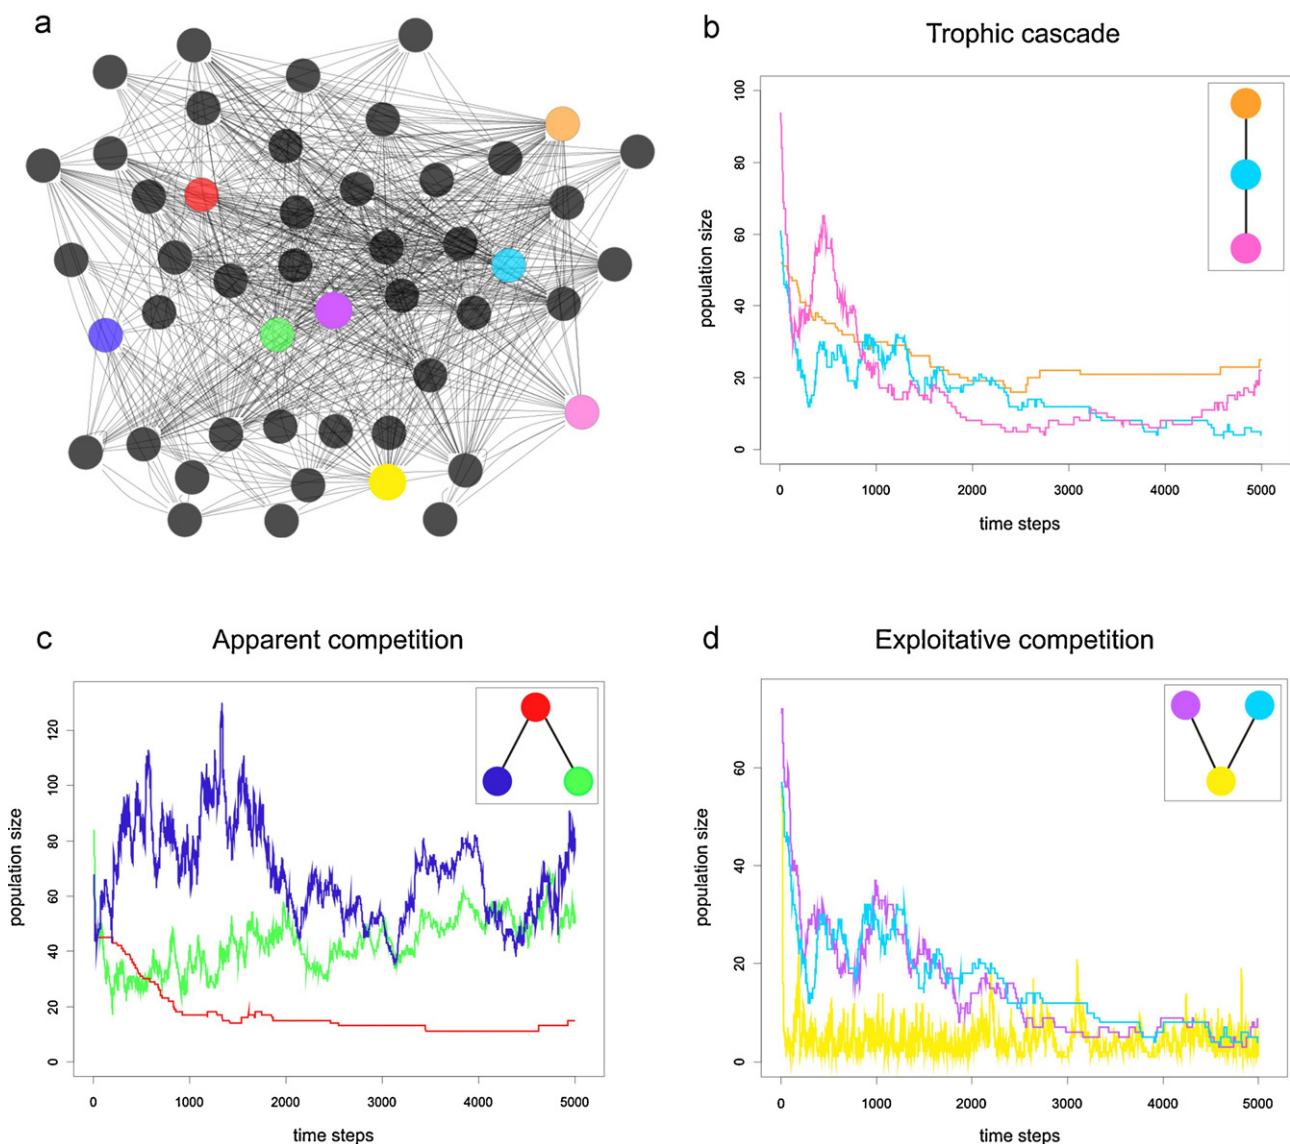 a
b
Trophic cascade
population size
100
80
60
40
20
0
0 1000 2000 3000 4000 5000
time steps
c
Apparent competition
population size
120
100
80
60
40
20
0
0 1000 2000 3000 4000 5000
time steps
d
Exploitative competition
population size
60
40
20
0
0 1000 2000 3000 4000 5000
time steps